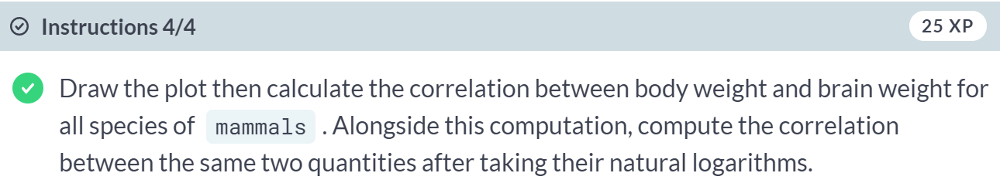 Instructions 4/4
25 XP
Draw the plot then calculate the correlation between body weight and brain weight for
all species of mammals . Alongside this computation, compute the correlation
between the same two quantities after taking their natural logarithms.